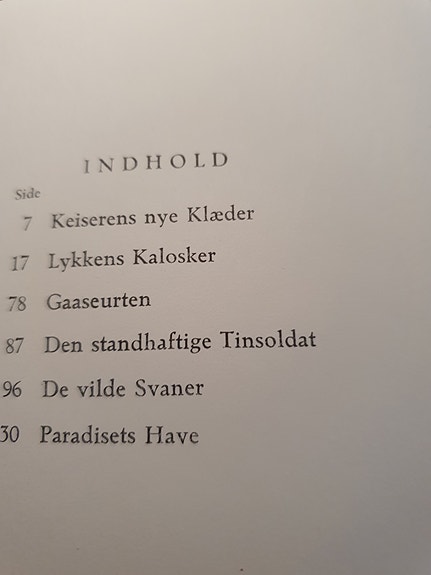 INDHOLD
Side
7 Keiserens nye Klæder
17 Lykkens Kalosker
78 Gaaseurten
87 Den standhaftige Tinsoldat
96 De vilde Svaner
30 Paradisets Have